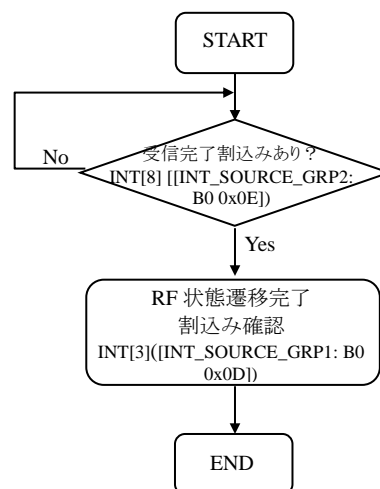 START
受信完了割込みあり？
No
INT[8] [[INT_SOURCE_GRP2:
B0 0x0E])
Yes
RF 状態遷移完了
割込み確認
INT[3]([INT_SOURCE_GRP1: B0
0x0D])
END